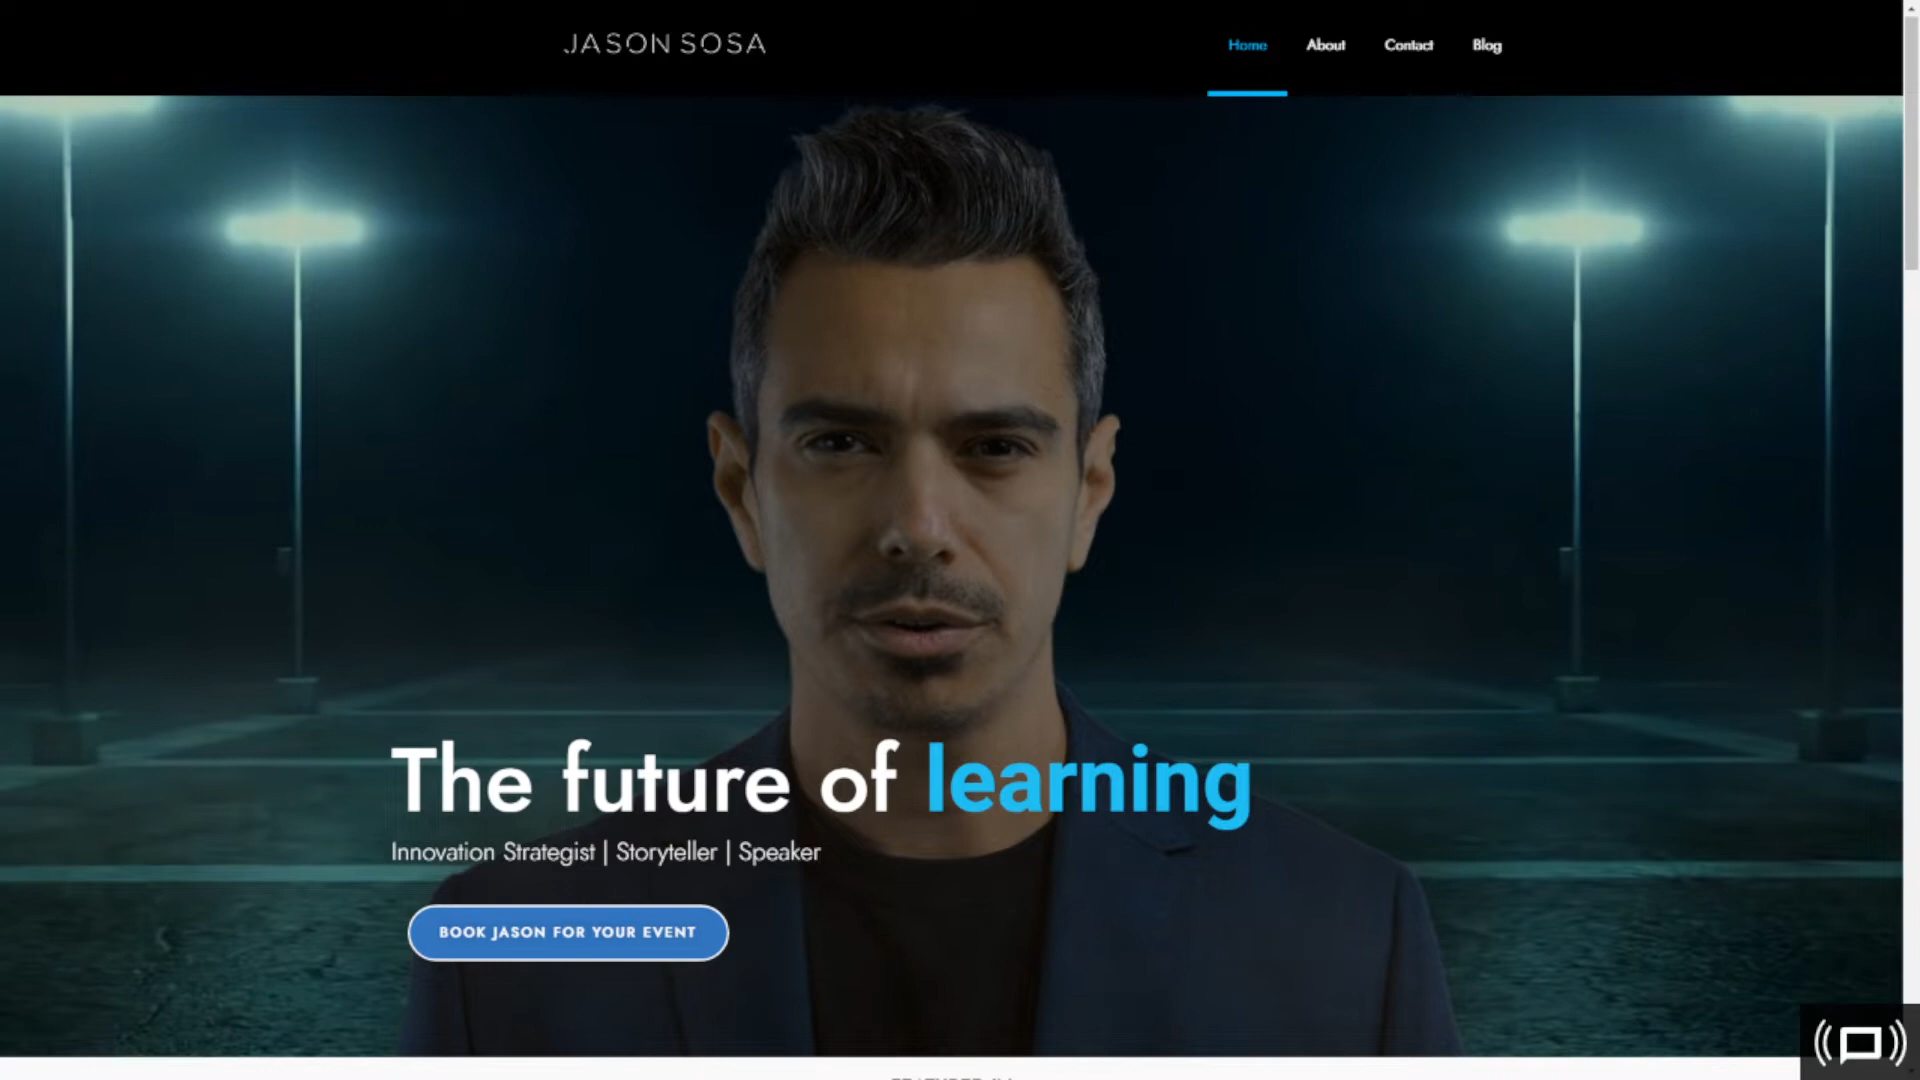 JASON SOSA
Home About Contact Blog
The future of learning
Innovation Strategist | Storyteller | Speaker
BOOK JASON FOR YOUR EVENT